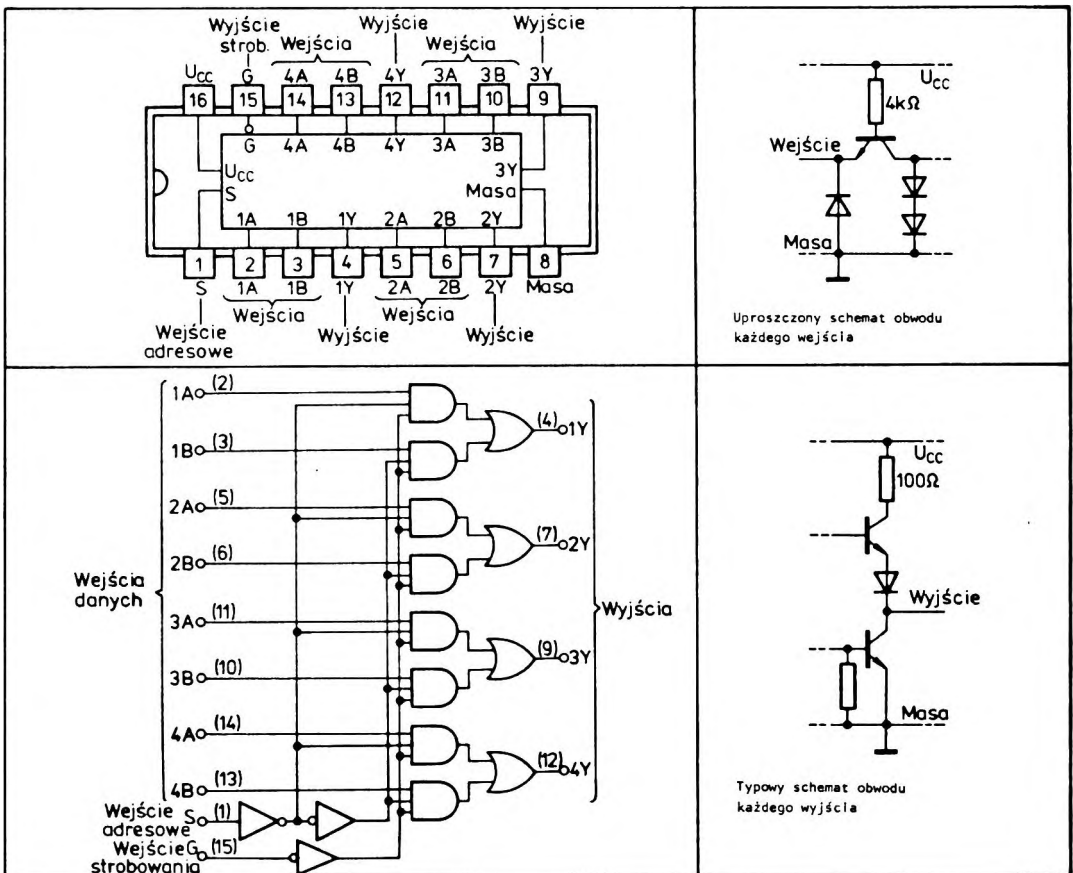 Wyjście Wyjście Wyjście
strob. Wejścia Wejścia
UCC G 4A 4B 4Y 3A 3B 3Y
16 15 14 13 12 11 10 9
G 4A 4B 4Y 3A 3B
UCC 3Y
S Masa
1A 1B 1Y 2A 2B 2Y
1 2 3 4 5 6 7 8
S 1A 1B 1Y 2A 2B 2Y Masa
Wejścia Wejścia
Wejście Wyjście Wyjście
adresowe
UCC
4kΩ
Wejście
Masa
Uproszczony schemat obwodu
każdego wejścia
1A (2)
(4) 1Y
1B (3)
2A (5)
(7) 2Y
2B (6)
Wejścia
danych
Wyjścia
3A (11)
(9) 3Y
3B (10)
4A (14)
(12) 4Y
4B (13)
Wejście S (1)
adresowe
Wejście G (15)
strobowania
UCC
100Ω
Wyjście
Masa
Typowy schemat obwodu
każdego wyjścia